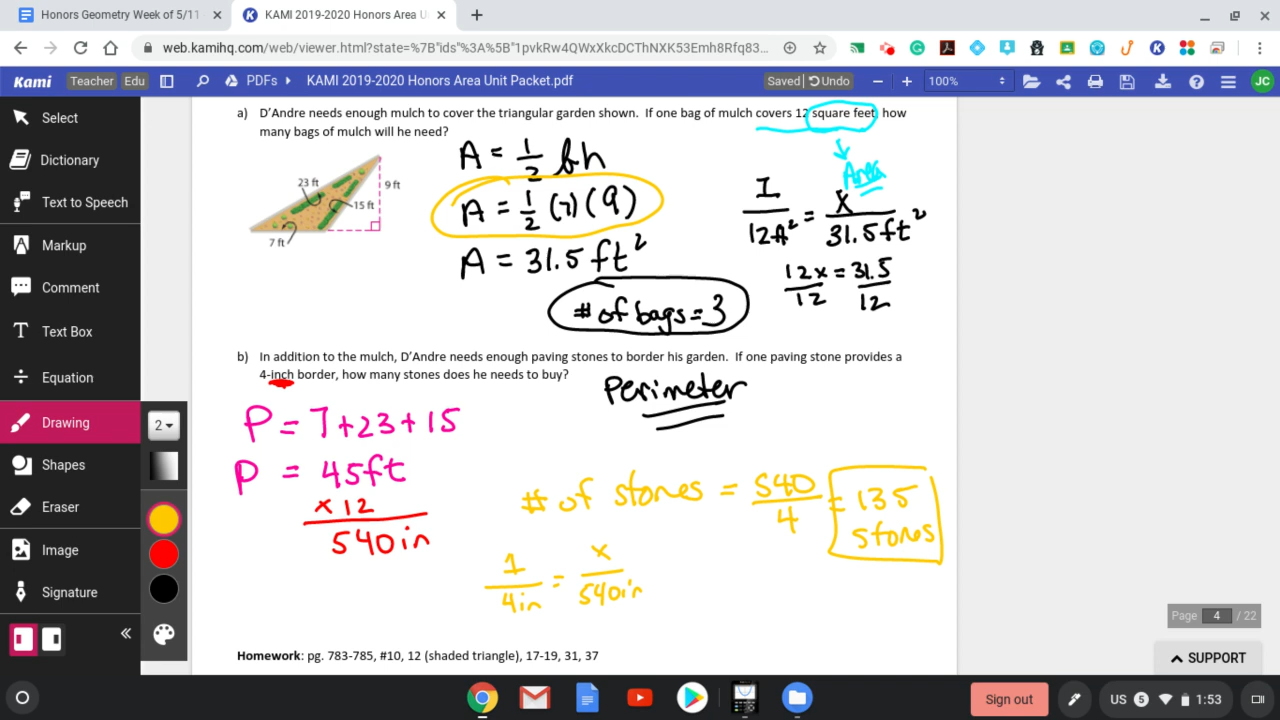 Honors Geometry Week of 5/11
KAMI 2019-2020 Honors Area U
web.kamihq.com/web/viewer.html?state=%7B"ids"%3A%5B"1pvkRw4QWxXkcDCThNXK53Emh8Rfq83...
Kami Teacher Edu PDFs KAMI 2019-2020 Honors Area Unit Packet.pdf Saved Undo 100% JC
Select
Dictionary
Text to Speech
Markup
Comment
Text Box
Equation
Drawing
2
Shapes
Eraser
Image
Signature
a) D'Andre needs enough mulch to cover the triangular garden shown. If one bag of mulch covers 12 square feet, how
many bags of mulch will he need?
23 ft
9 ft
15 ft
7 ft
A = 1/2 bh
A = 1/2 (7)(9)
A = 31.5 ft²
# of bags = 3
Area
1/12ft² = x/31.5ft²
12x/12 = 31.5/12
b) In addition to the mulch, D'Andre needs enough paving stones to border his garden. If one paving stone provides a
4-inch border, how many stones does he needs to buy?
Perimeter
P = 7+23+15
P = 45ft
x 12
540in
# of stones = 540/4 = 135
stones
1/4in = x/540in
Homework: pg. 783-785, #10, 12 (shaded triangle), 17-19, 31, 37
Page 4 / 22
SUPPORT
Sign out
US 5 1:53